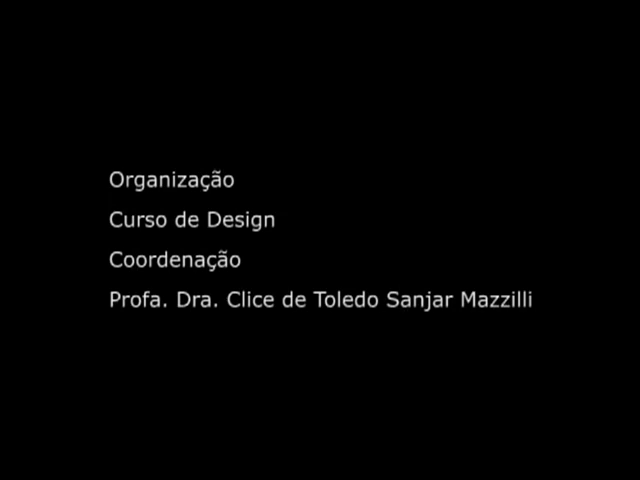 Organização
Curso de Design
Coordenação
Profa. Dra. Clice de Toledo Sanjar Mazzilli